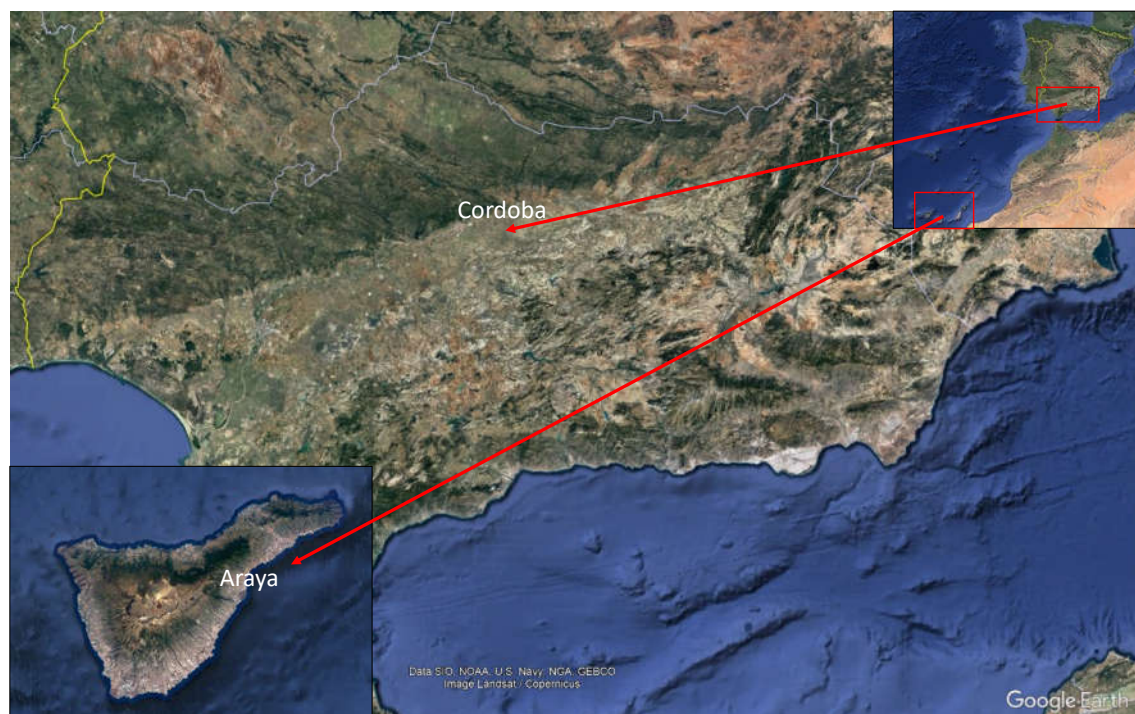 Cordoba
Araya
Data SIO, NOAA, U.S. Navy, NGA, GEBCO
Image Landsat / Copernicus
Google Earth